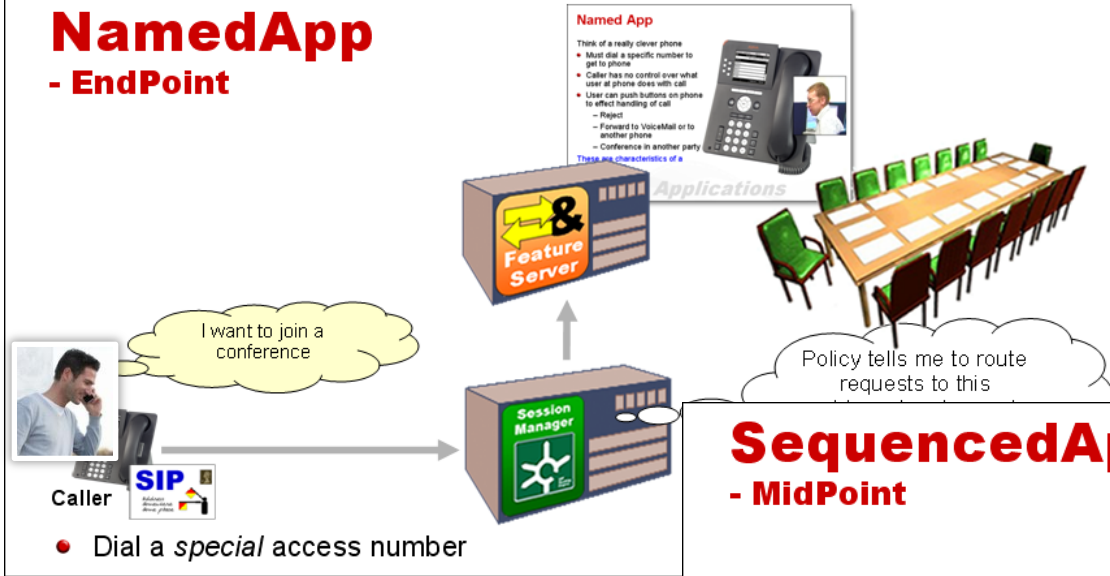 NamedApp
- EndPoint
Named App
Think of a really clever phone
Must dial a specific number to
get to phone
Caller has no control over what
user at phone does with call
User can push buttons on phone
to effect handling of call
– Reject
– Forward to VoiceMail or to
another phone
– Conference in another party
These are characteristics of a
Applications
&
Feature
Server
I want to join a
conference
Policy tells me to route
requests to this
Session
Manager
SequencedAp
- MidPoint
SIP
Caller
Dial a special access number